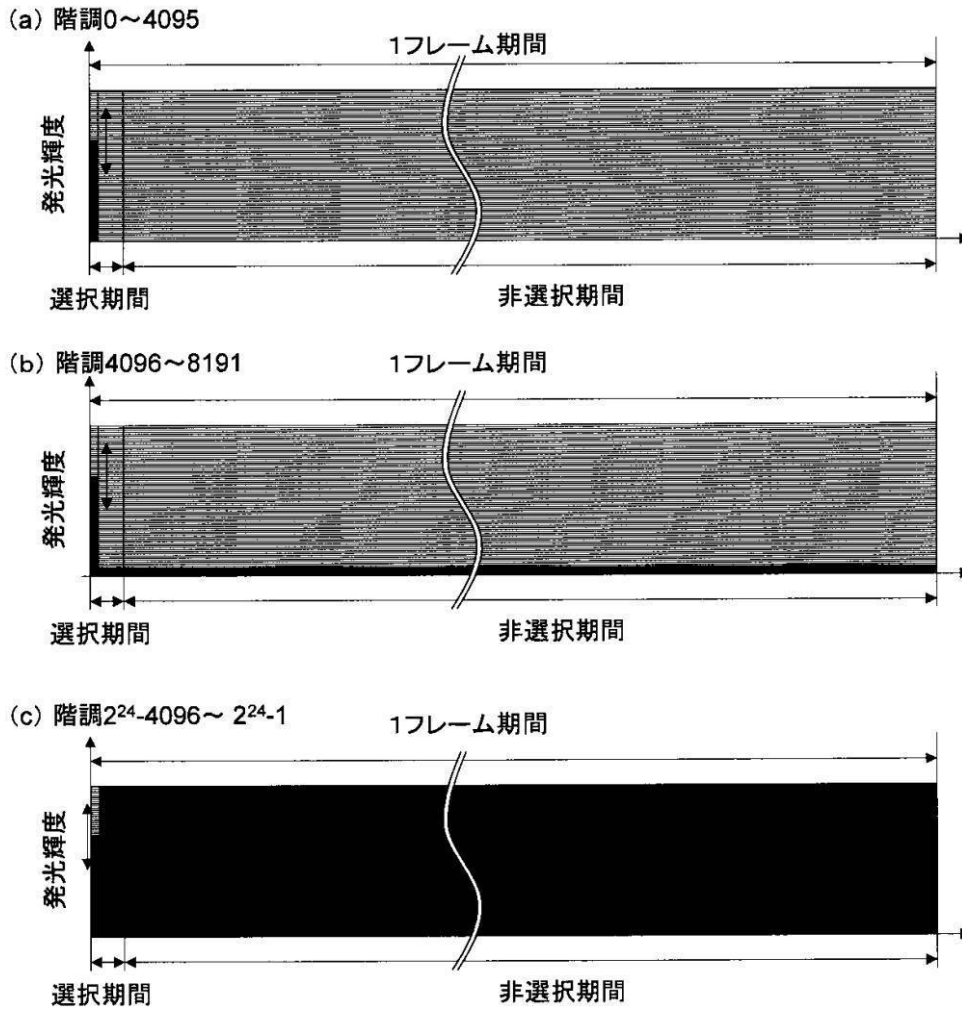 (a) 階調0～4095
1フレーム期間
発光輝度
選択期間
非選択期間
(b) 階調4096～8191
1フレーム期間
発光輝度
選択期間
非選択期間
(c) 階調2²⁴-4096～ 2²⁴-1
1フレーム期間
発光輝度
選択期間
非選択期間